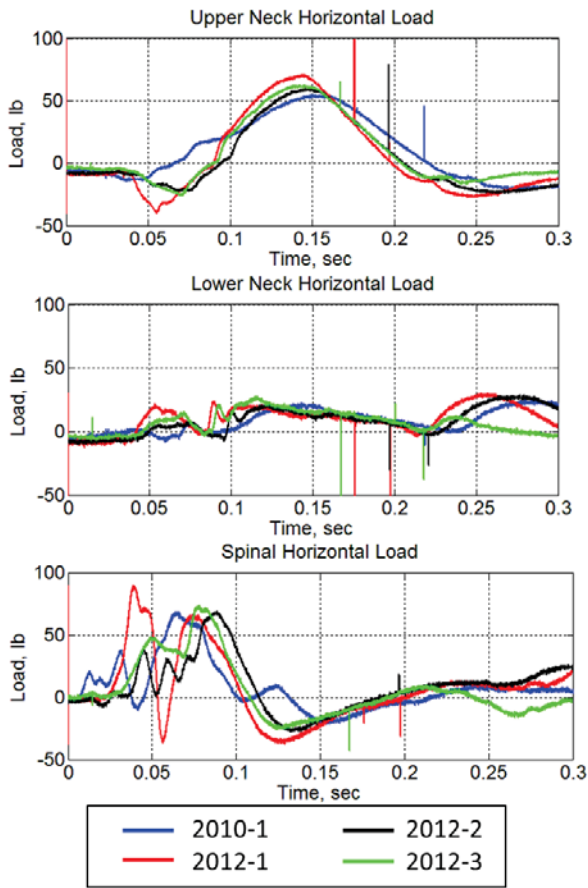 Upper Neck Horizontal Load
100
50
0
-50
Load, lb
0 0.05 0.1 0.15 0.2 0.25 0.3
Time, sec
Lower Neck Horizontal Load
100
50
0
-50
Load, lb
0 0.05 0.1 0.15 0.2 0.25 0.3
Time, sec
Spinal Horizontal Load
100
50
0
-50
Load, lb
0 0.05 0.1 0.15 0.2 0.25 0.3
Time, sec
2010-1 2012-2
2012-1 2012-3